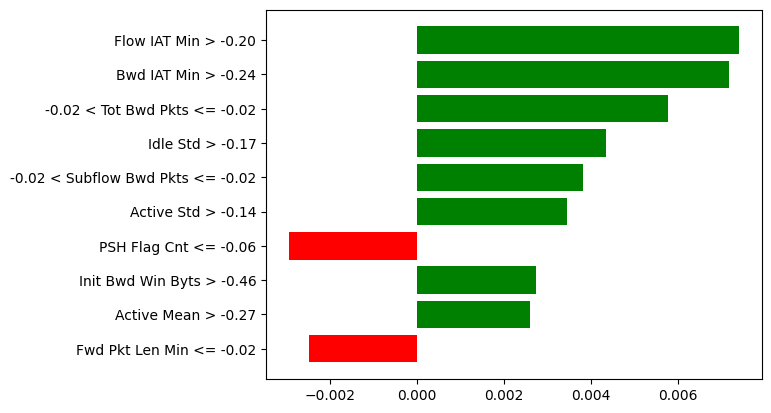 Flow IAT Min > -0.20
Bwd IAT Min > -0.24
-0.02 < Tot Bwd Pkts <= -0.02
Idle Std > -0.17
-0.02 < Subflow Bwd Pkts <= -0.02
Active Std > -0.14
PSH Flag Cnt <= -0.06
Init Bwd Win Byts > -0.46
Active Mean > -0.27
Fwd Pkt Len Min <= -0.02
−0.002 0.000 0.002 0.004 0.006